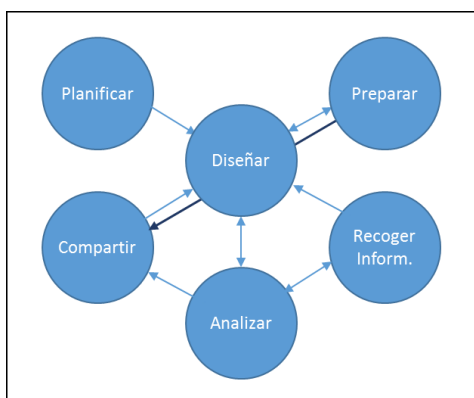 Planificar
Preparar
Diseñar
Compartir
Recoger
Inform.
Analizar